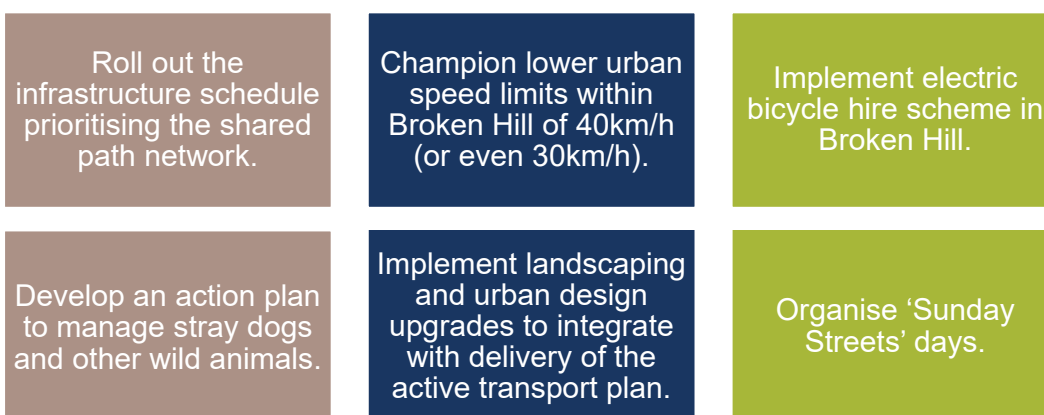 Roll out the
infrastructure schedule
prioritising the shared
path network.
Champion lower urban
speed limits within
Broken Hill of 40km/h
(or even 30km/h).
Implement electric
bicycle hire scheme in
Broken Hill.
Develop an action plan
to manage stray dogs
and other wild animals.
Implement landscaping
and urban design
upgrades to integrate
with delivery of the
active transport plan.
Organise ‘Sunday
Streets’ days.